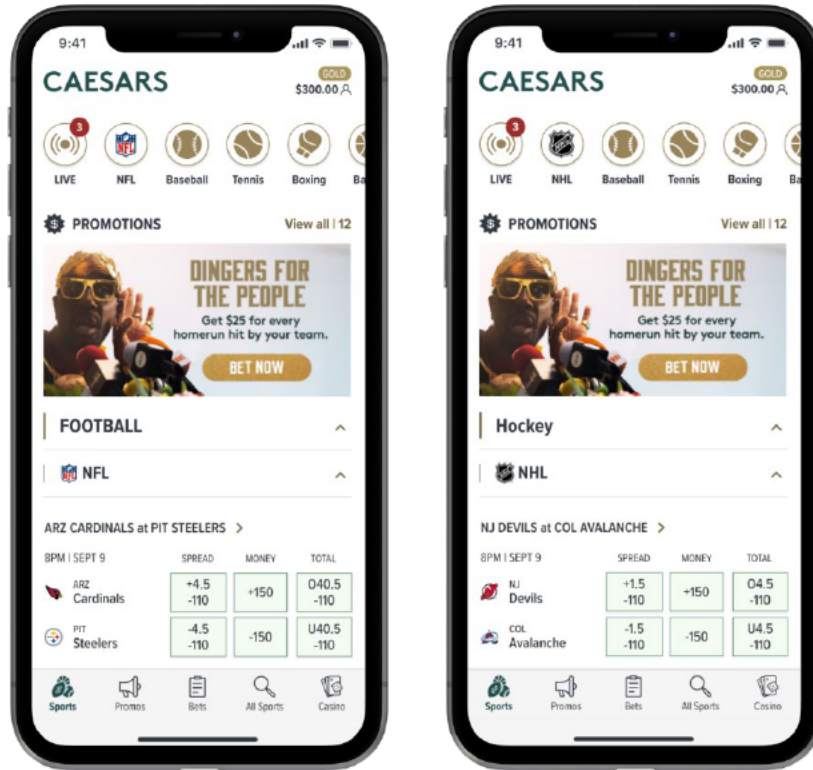 9:41
CAESARS
GOLD
$300.00
3
LIVE
NFL
Baseball
Tennis
Boxing
Ba
PROMOTIONS
View all | 12
DINGERS FOR
THE PEOPLE
Get $25 for every
homerun hit by your team.
BET NOW
FOOTBALL
NFL
ARZ CARDINALS at PIT STEELERS >
8PM | SEPT 9 SPREAD MONEY TOTAL
ARZ
Cardinals
+4.5
-110
+150
O40.5
-110
PIT
Steelers
-4.5
-110
-150
U40.5
-110
Sports
Promos
Bets
All Sports
Casino
9:41
CAESARS
GOLD
$300.00
3
LIVE
NHL
Baseball
Tennis
Boxing
Ba
PROMOTIONS
View all | 12
DINGERS FOR
THE PEOPLE
Get $25 for every
homerun hit by your team.
BET NOW
Hockey
NHL
NJ DEVILS at COL AVALANCHE >
8PM | SEPT 9 SPREAD MONEY TOTAL
NJ
Devils
+1.5
-110
+150
O4.5
-110
COL
Avalanche
-1.5
-110
-150
U4.5
-110
Sports
Promos
Bets
All Sports
Casino